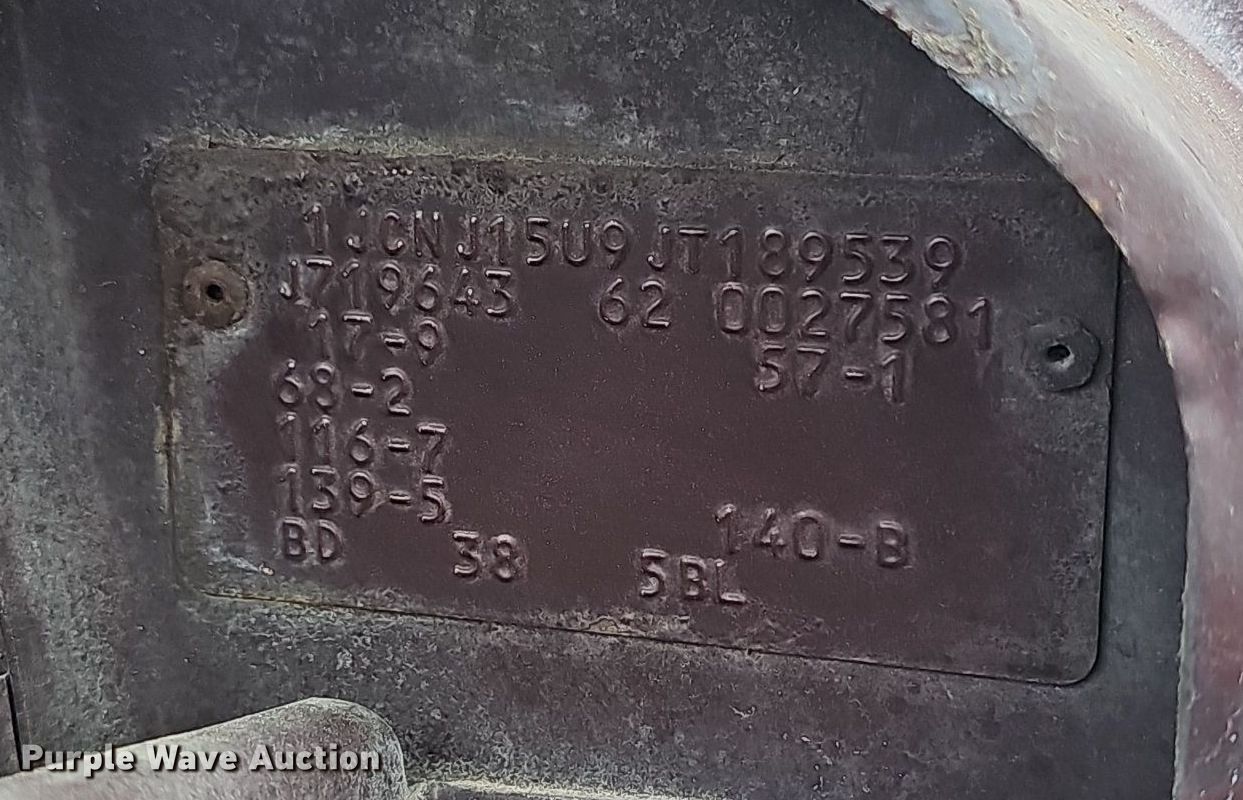 1JCNJ15U9JT189539
J719643 62 0027581
17-9 57-1
68-2
116-7
139-5 140-B
BD 38 5BL
Purple Wave Auction